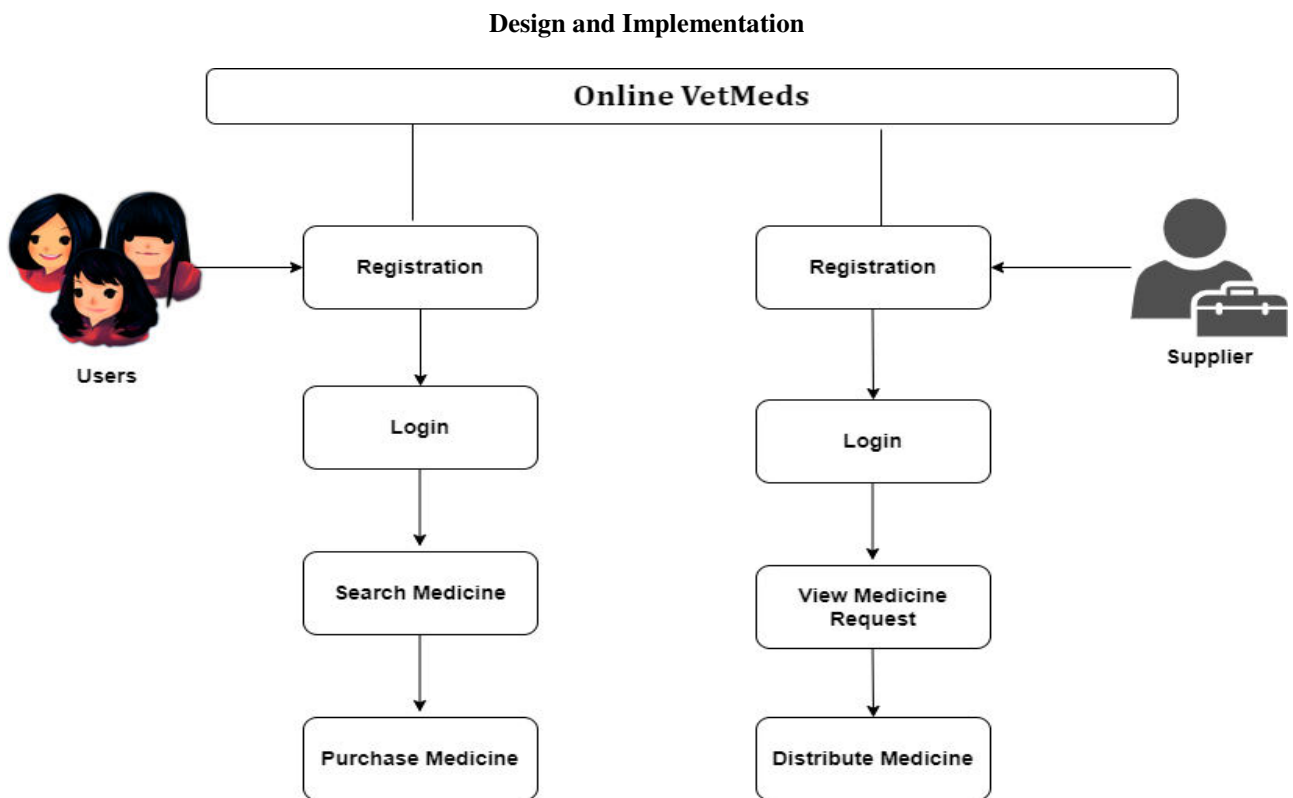 Design and Implementation
Online VetMeds
Users
Registration
Login
Search Medicine
Purchase Medicine
Supplier
Registration
Login
View Medicine
Request
Distribute Medicine